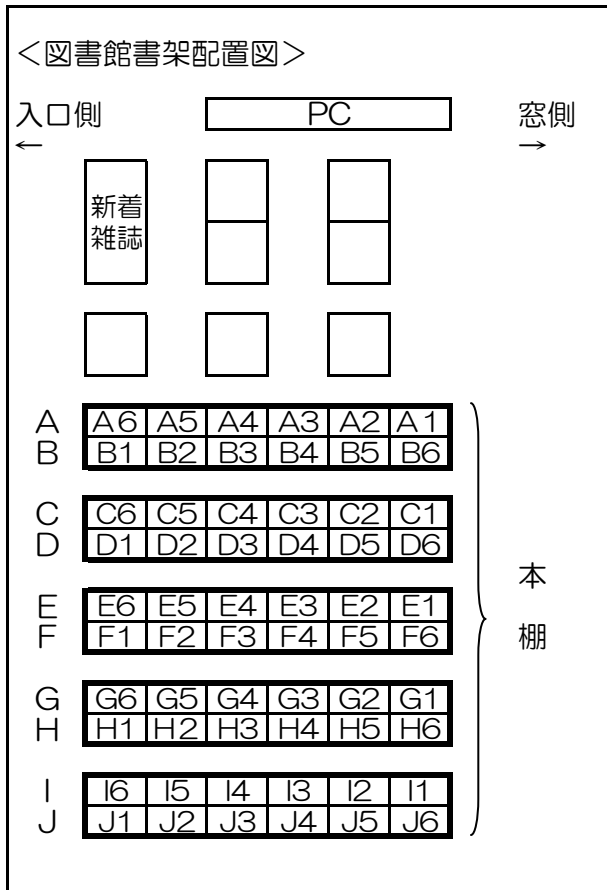 <図書館書架配置図>
入口側 PC 窓側
← →
新着
雑誌
A A6 A5 A4 A3 A2 A1
B B1 B2 B3 B4 B5 B6
C C6 C5 C4 C3 C2 C1
D D1 D2 D3 D4 D5 D6
E E6 E5 E4 E3 E2 E1
F F1 F2 F3 F4 F5 F6
G G6 G5 G4 G3 G2 G1
H H1 H2 H3 H4 H5 H6
I I6 I5 I4 I3 I2 I1
J J1 J2 J3 J4 J5 J6
本
棚